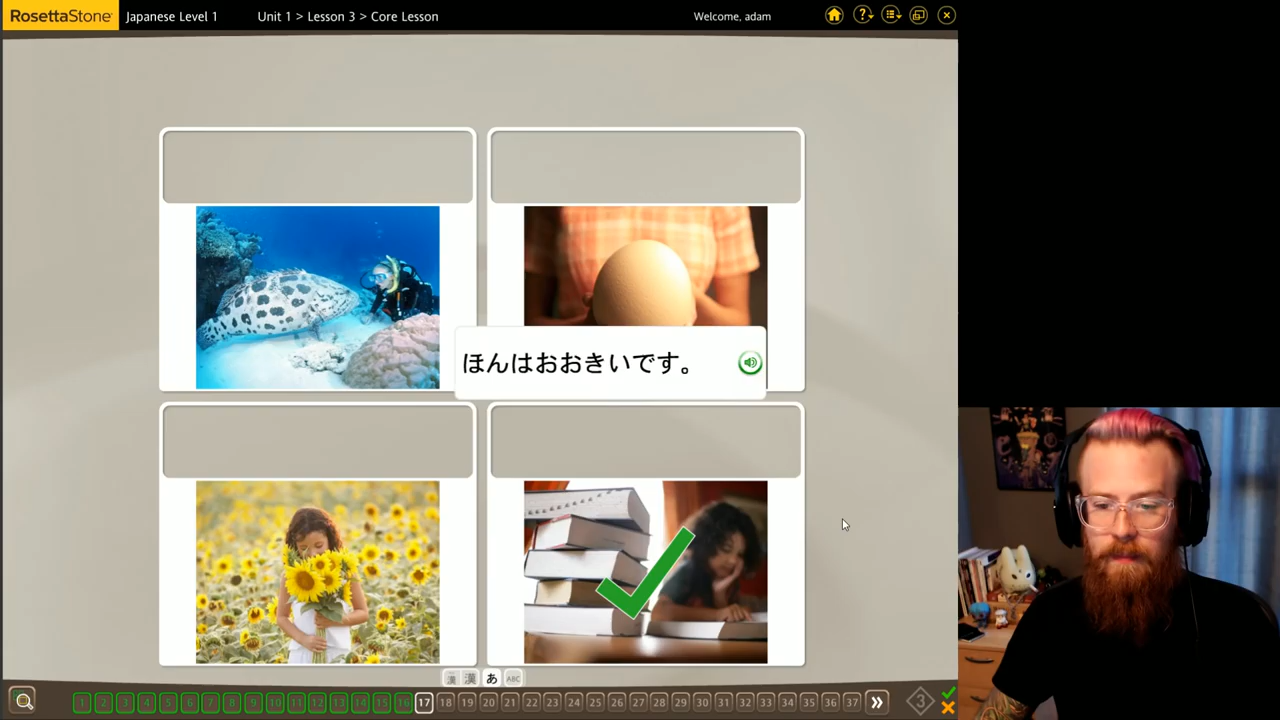 RosettaStone
Japanese Level 1
Unit 1 > Lesson 3 > Core Lesson
Welcome, adam
ほんはおおきいです。
漢 漢 あ ABC
1 2 3 4 5 6 7 8 9 10 11 12 13 14 15 16 17 18 19 20 21 22 23 24 25 26 27 28 29 30 31 32 33 34 35 36 37
3